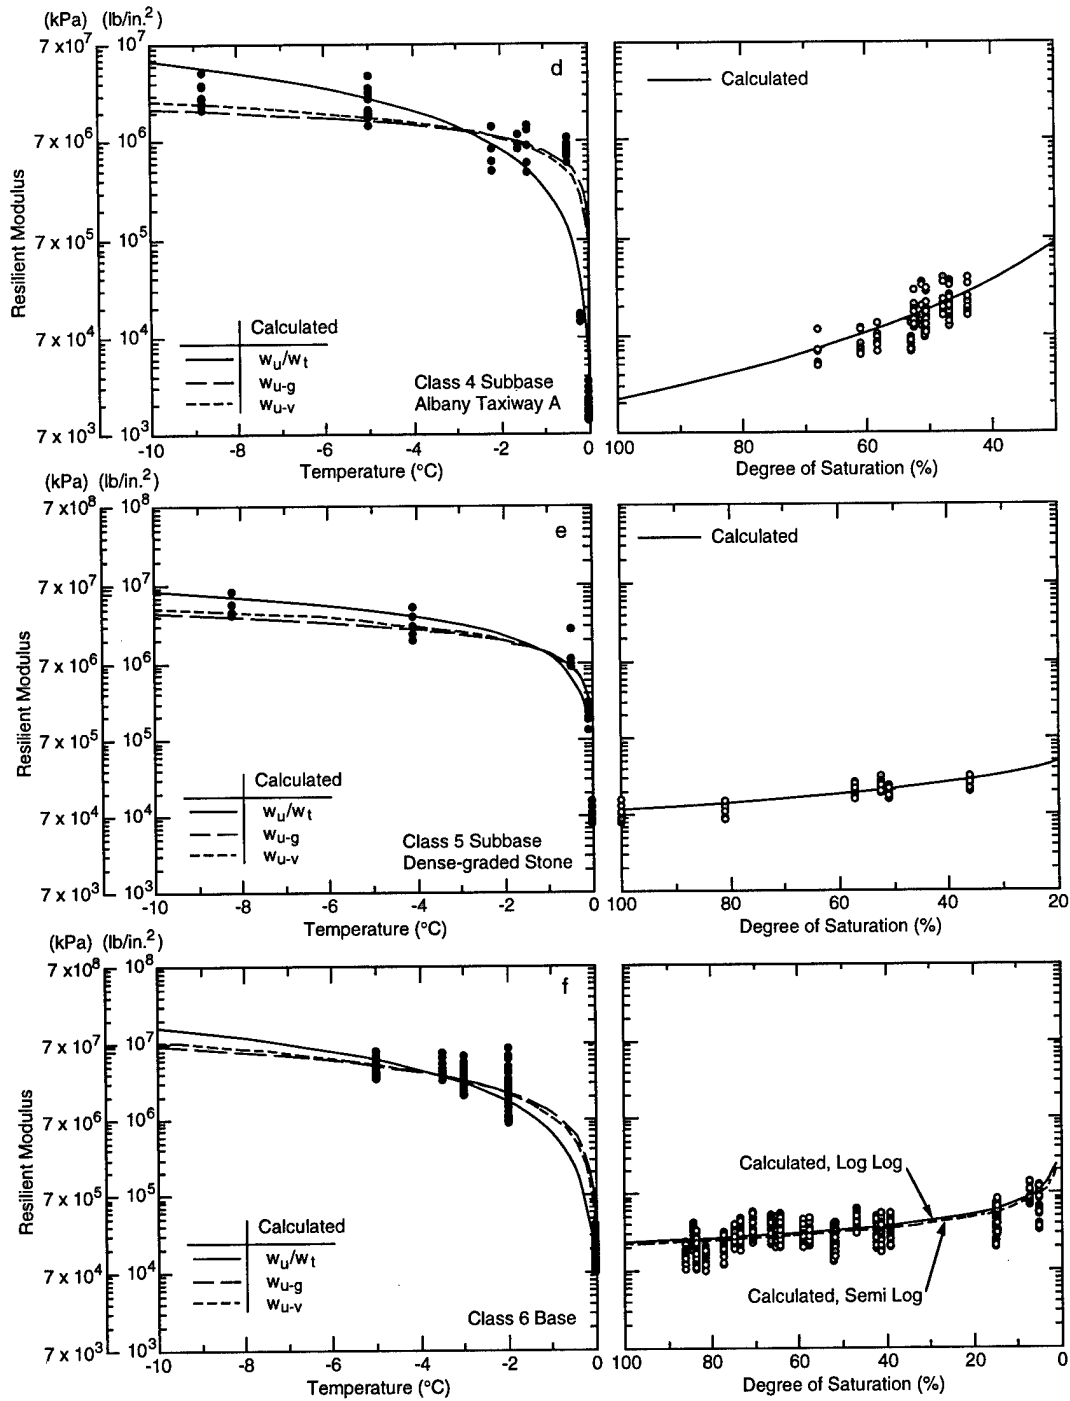 (kPa) (lb/in.²)
7 x10⁷ 10⁷
7 x 10⁶ 10⁶
7 x 10⁵ 10⁵
7 x 10⁴ 10⁴
7 x 10³ 10³
Resilient Modulus
d
Calculated
wᵤ/wₜ
w_u-g
w_u-v
Class 4 Subbase
Albany Taxiway A
-10 -8 -6 -4 -2 0
Temperature (°C)
Calculated
100 80 60 40
Degree of Saturation (%)
(kPa) (lb/in.²)
7 x10⁸ 10⁸
7 x 10⁷ 10⁷
7 x 10⁶ 10⁶
7 x 10⁵ 10⁵
7 x 10⁴ 10⁴
7 x 10³ 10³
Resilient Modulus
e
Calculated
wᵤ/wₜ
w_u-g
w_u-v
Class 5 Subbase
Dense-graded Stone
-10 -8 -6 -4 -2 0
Temperature (°C)
Calculated
100 80 60 40 20
Degree of Saturation (%)
(kPa) (lb/in.²)
7 x10⁸ 10⁸
7 x 10⁷ 10⁷
7 x 10⁶ 10⁶
7 x 10⁵ 10⁵
7 x 10⁴ 10⁴
7 x 10³ 10³
Resilient Modulus
f
Calculated
wᵤ/wₜ
w_u-g
w_u-v
Class 6 Base
-10 -8 -6 -4 -2 0
Temperature (°C)
Calculated, Log Log
Calculated, Semi Log
100 80 60 40 20 0
Degree of Saturation (%)